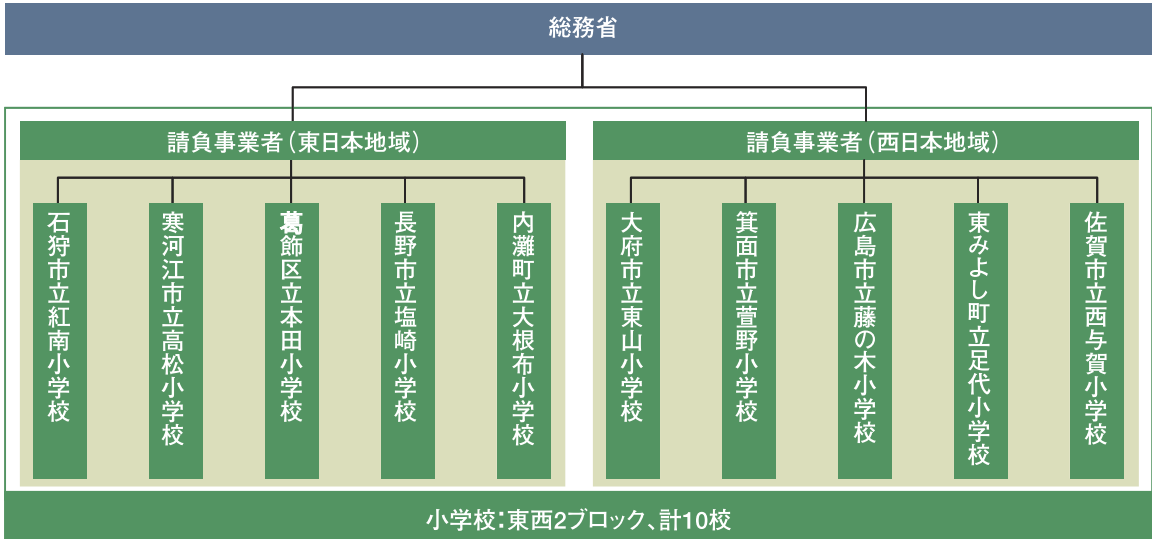 総務省
請負事業者（東日本地域）
石狩市立紅南小学校
寒河江市立高松小学校
葛飾区立本田小学校
長野市立塩崎小学校
内灘町立大根布小学校
請負事業者（西日本地域）
大府市立東山小学校
箕面市立萱野小学校
広島市立藤の木小学校
東みよし町立足代小学校
佐賀市立西与賀小学校
小学校：東西2ブロック、計10校